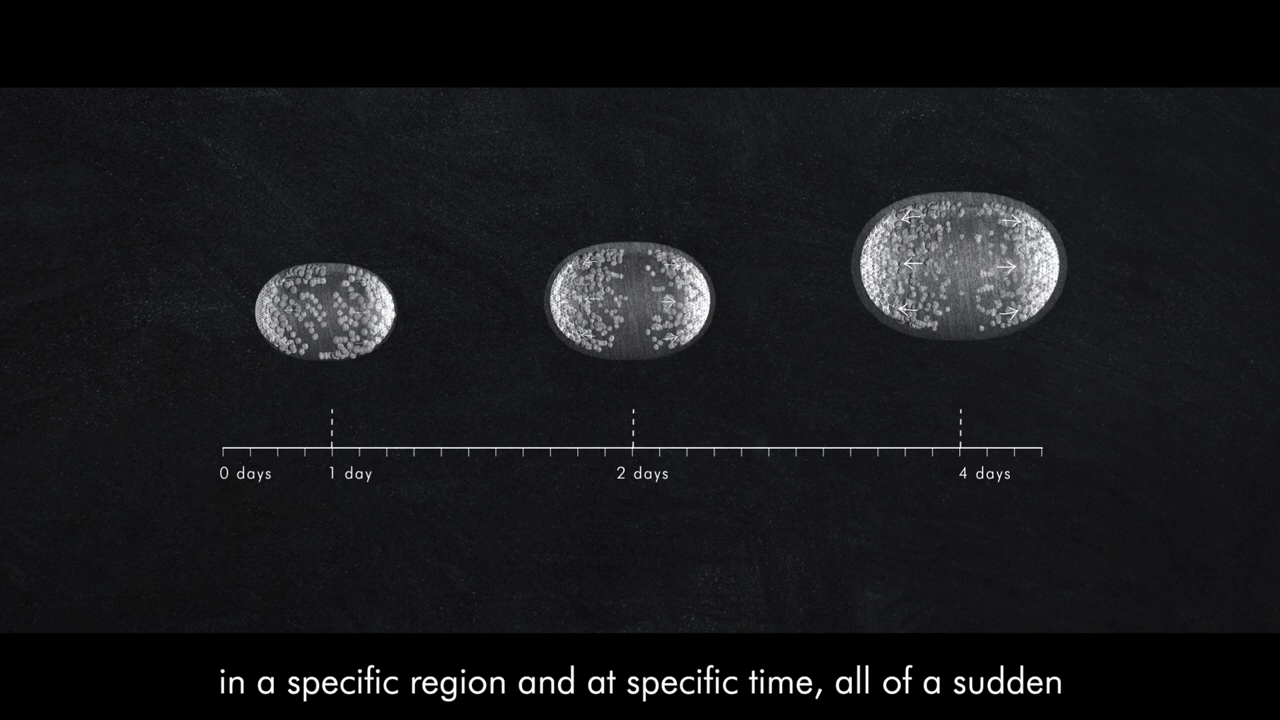 0 days 1 day 2 days 4 days
in a specific region and at specific time, all of a sudden